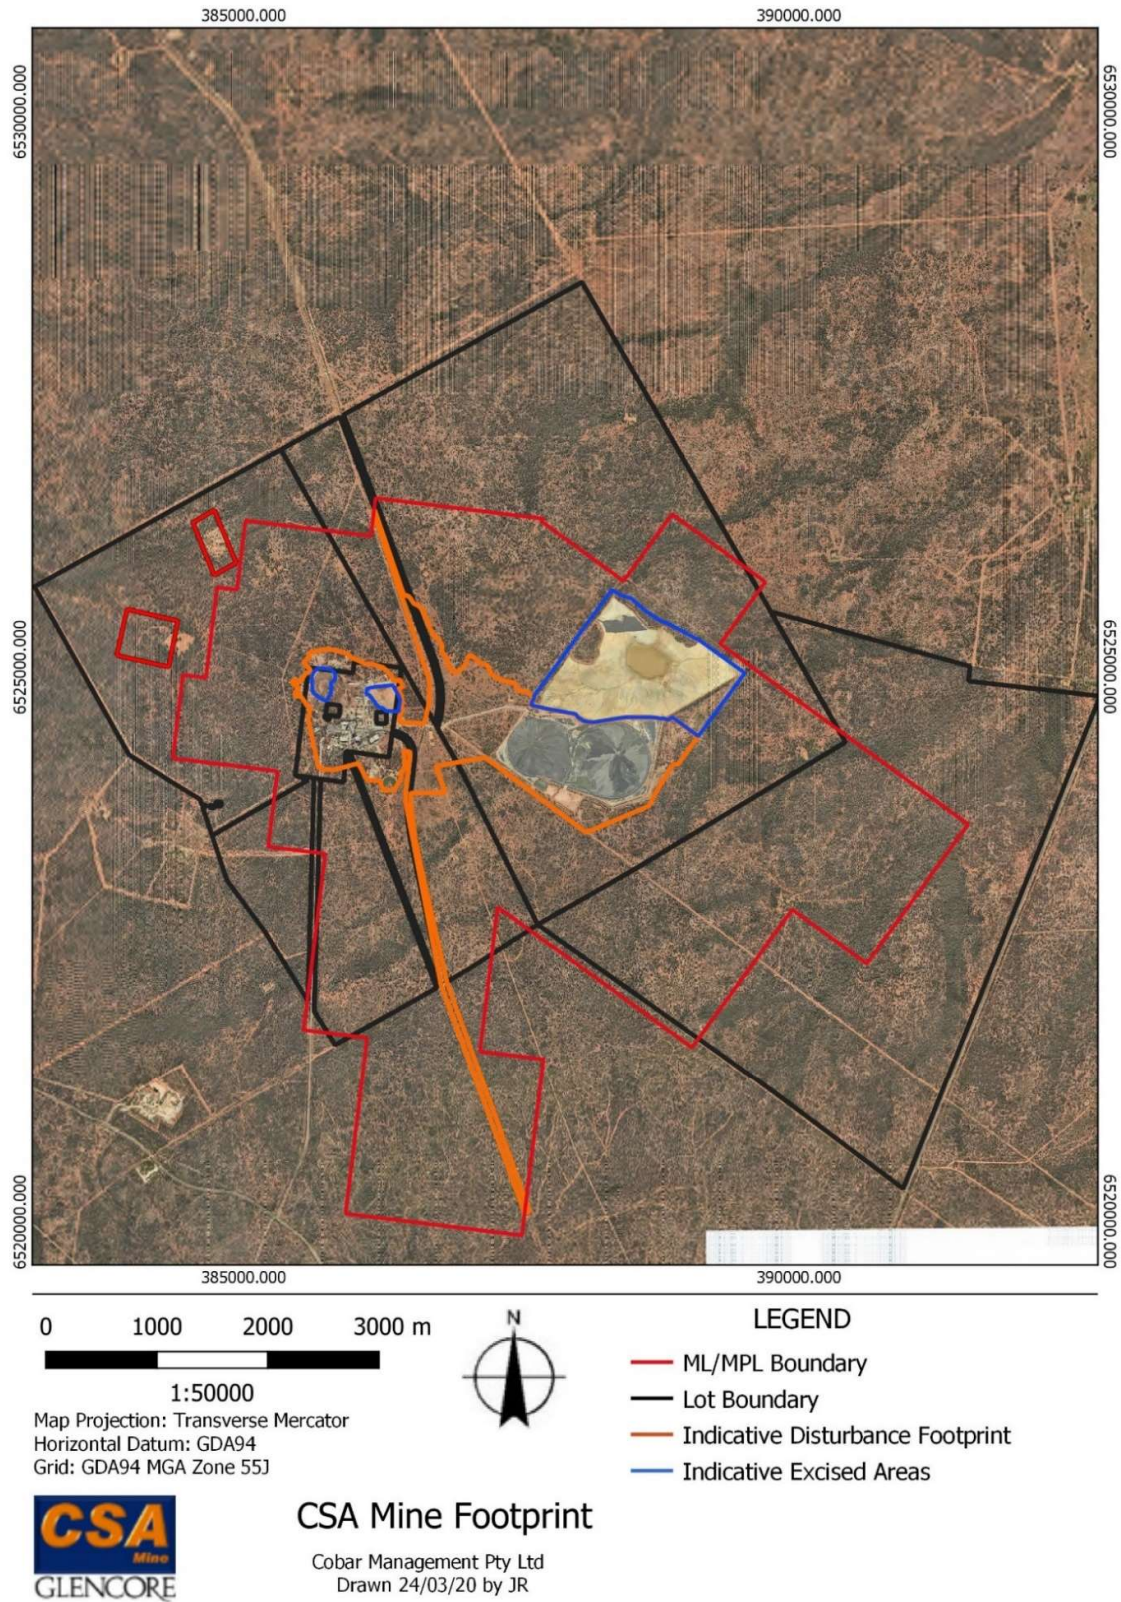 385000.000 390000.000
6530000.000 6530000.000
6525000.000 6525000.000
6520000.000 6520000.000
385000.000 390000.000
0 1000 2000 3000 m
1:50000
Map Projection: Transverse Mercator
Horizontal Datum: GDA94
Grid: GDA94 MGA Zone 55J
N
LEGEND
ML/MPL Boundary
Lot Boundary
Indicative Disturbance Footprint
Indicative Excised Areas
CSA
Mine
GLENCORE
CSA Mine Footprint
Cobar Management Pty Ltd
Drawn 24/03/20 by JR